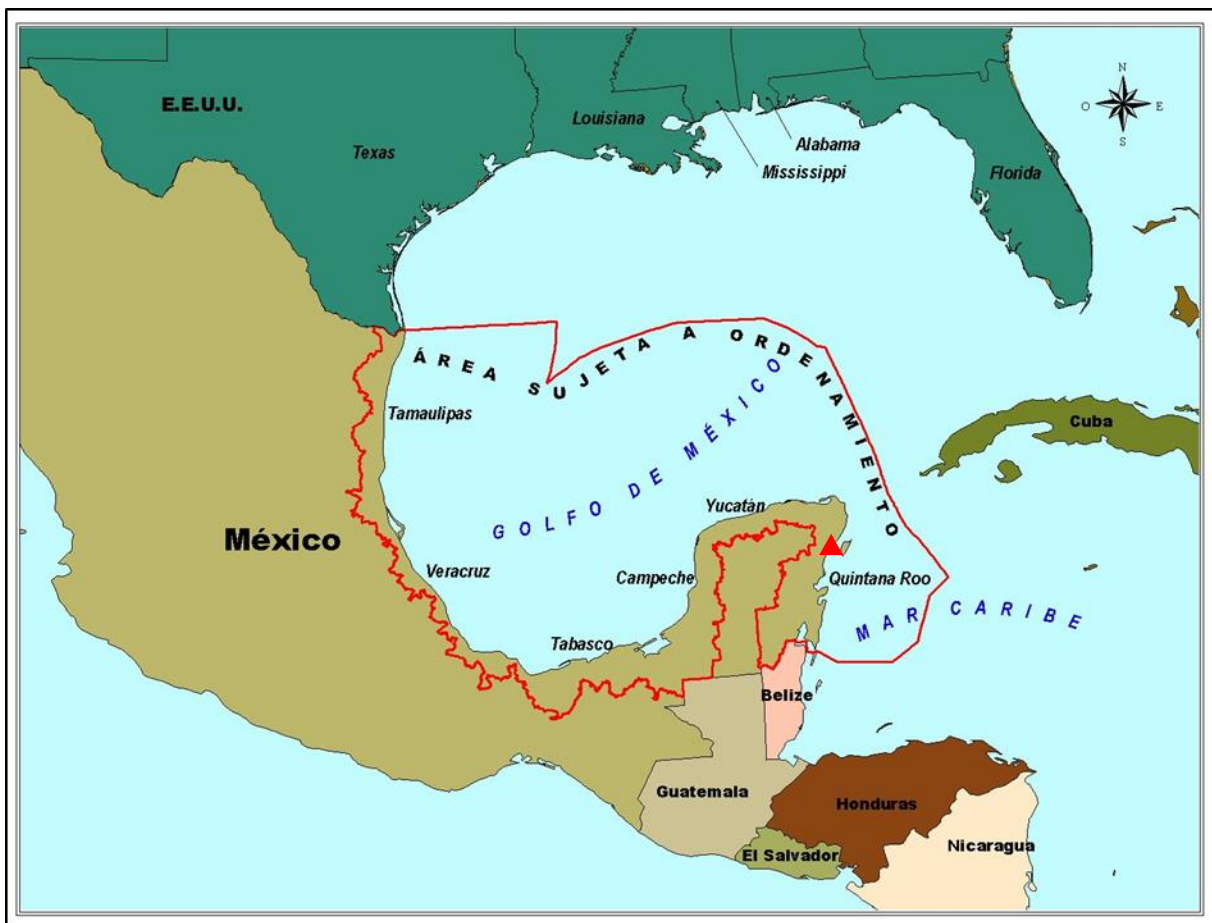 N
E.E.U.U.
O
E
Louisiana
S
Texas
Alabama
Mississippi
Florida
ÁREA SUJETA A ORDENAMIENTO
Tamaulipas
Cuba
GOLFO DE MÉXICO
Yucatán
México
Veracruz
Campeche
Quintana Roo
MAR CARIBE
Tabasco
Belize
Guatemala
Honduras
Nicaragua
El Salvador